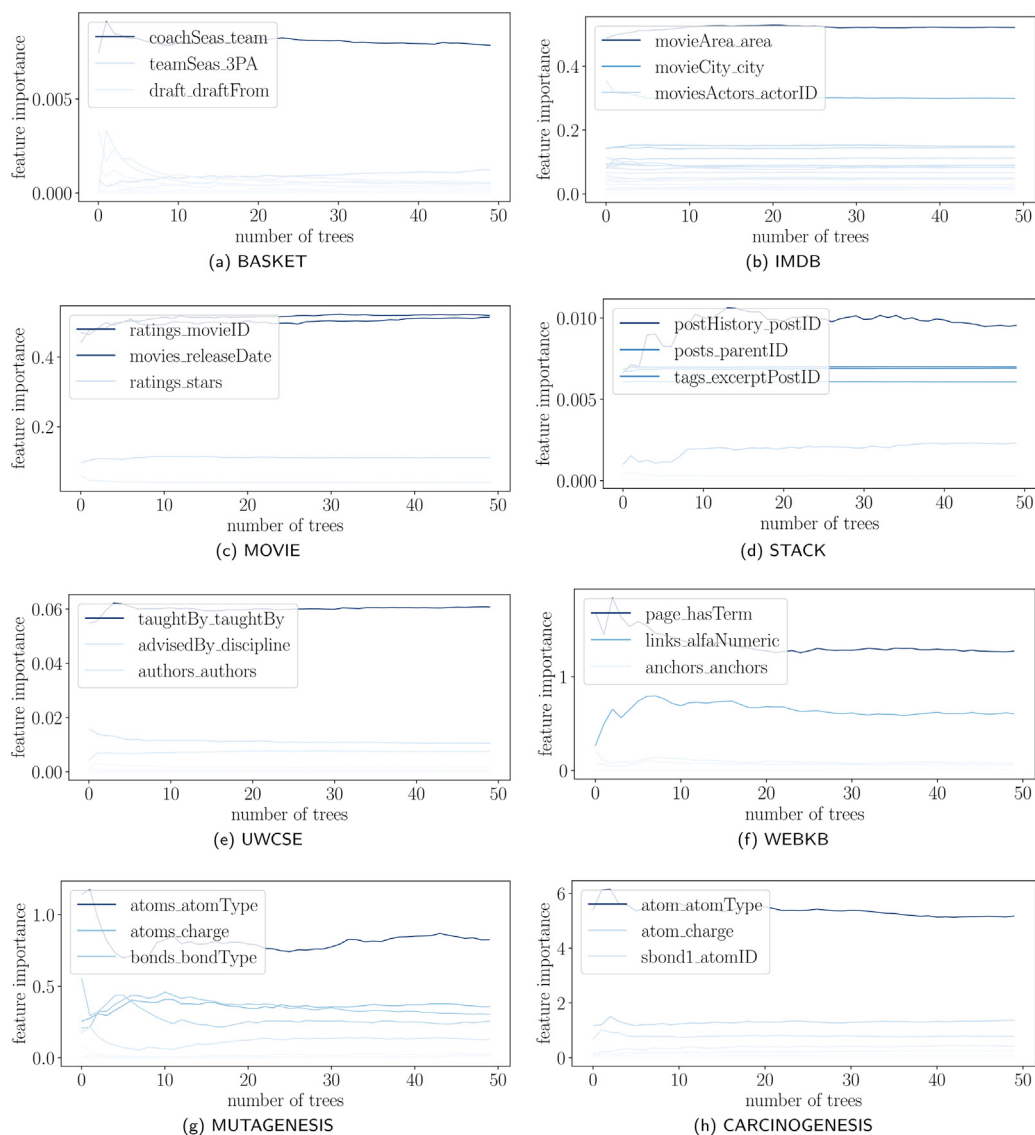 coachSeas_team
teamSeas_3PA
draft_draftFrom
feature importance
0.005
0.000
0 10 20 30 40 50
number of trees
(a) BASKET
movieArea_area
movieCity_city
moviesActors_actorID
feature importance
0.4
0.2
0.0
0 10 20 30 40 50
number of trees
(b) IMDB
ratings_movieID
movies_releaseDate
ratings_stars
feature importance
0.4
0.2
0 10 20 30 40 50
number of trees
(c) MOVIE
postHistory_postID
posts_parentID
tags_excerptPostID
feature importance
0.010
0.005
0.000
0 10 20 30 40 50
number of trees
(d) STACK
taughtBy_taughtBy
advisedBy_discipline
authors_authors
feature importance
0.06
0.04
0.02
0.00
0 10 20 30 40 50
number of trees
(e) UWCSE
page_hasTerm
links_alfaNumeric
anchors_anchors
feature importance
1
0
0 10 20 30 40 50
number of trees
(f) WEBKB
atoms_atomType
atoms_charge
bonds_bondType
feature importance
1.0
0.5
0.0
0 10 20 30 40 50
number of trees
(g) MUTAGENESIS
atom_atomType
atom_charge
sbond1_atomID
feature importance
6
4
2
0
0 10 20 30 40 50
number of trees
(h) CARCINOGENESIS